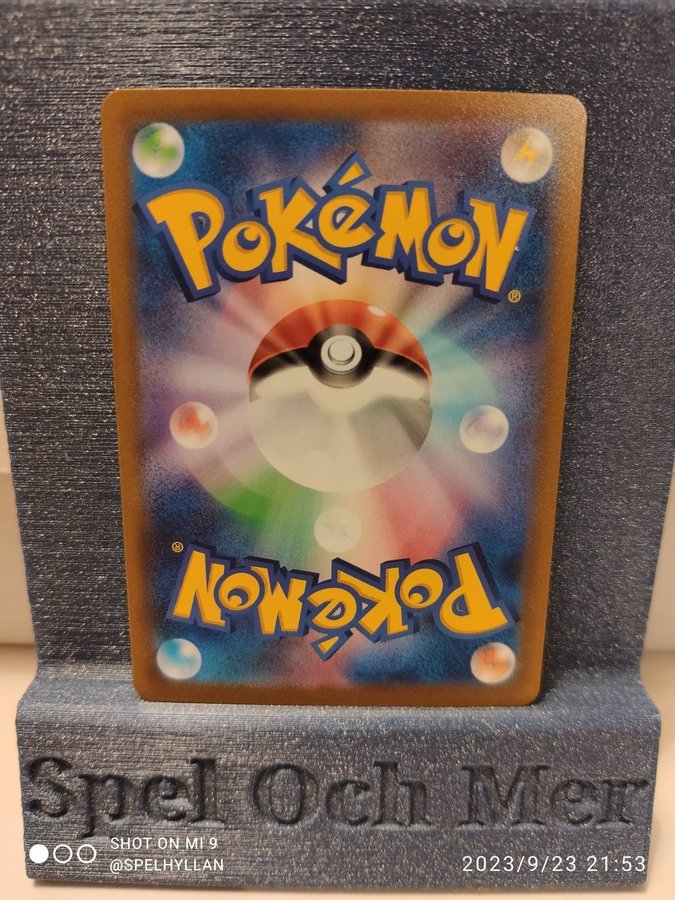 POKéMON
®
®
POKéMON
Spel Och Mer
SHOT ON MI 9
@SPELHYLLAN
2023/9/23 21:53